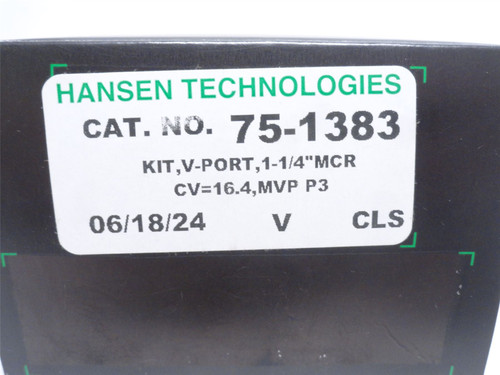 HANSEN TECHNOLOGIES
CAT. NO. 75-1383
KIT,V-PORT,1-1/4"MCR
CV=16.4,MVP P3
06/18/24 V CLS